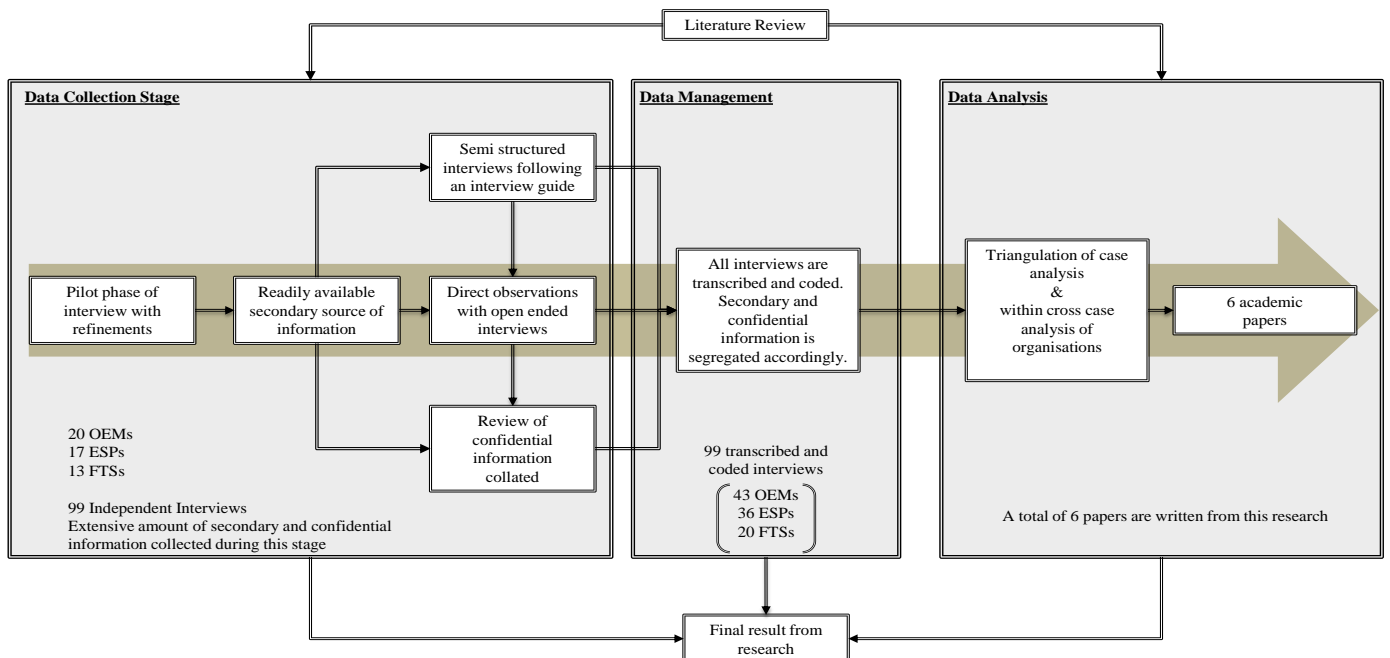 Literature Review
Data Collection Stage
Semi structured
interviews following
an interview guide
Pilot phase of
interview with
refinements
Readily available
secondary source of
information
Direct observations
with open ended
interviews
Review of
confidential
information
collated
20 OEMs
17 ESPs
13 FTSs
99 Independent Interviews
Extensive amount of secondary and confidential
information collected during this stage
Data Management
All interviews are
transcribed and coded.
Secondary and
confidential
information is
segregated accordingly.
99 transcribed and
coded interviews
43 OEMs
36 ESPs
20 FTSs
Data Analysis
Triangulation of case
analysis
&
within cross case
analysis of
organisations
6 academic
papers
A total of 6 papers are written from this research
Final result from
research